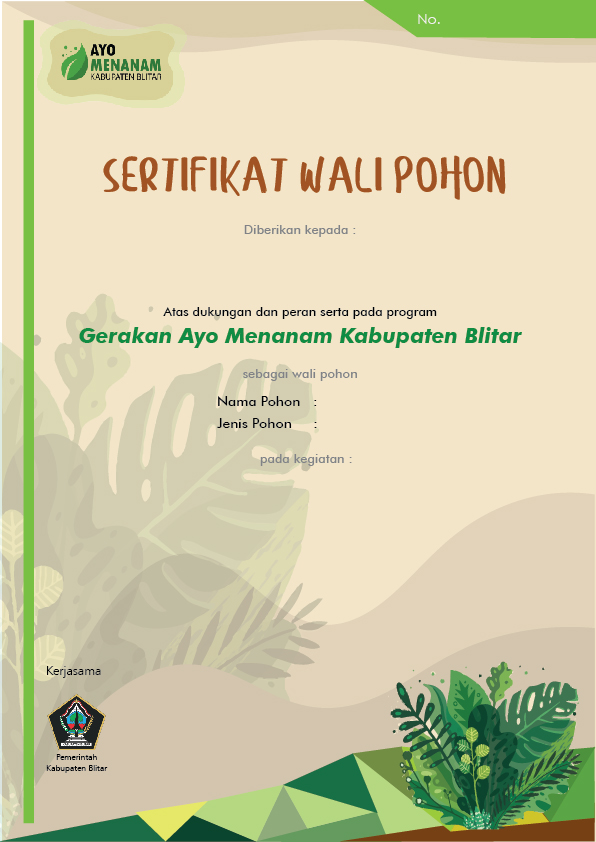 No.
AYO
MENANAM
KABUPATEN BLITAR
SERTIFIKAT WALI POHON
Diberikan kepada :
Atas dukungan dan peran serta pada program
Gerakan Ayo Menanam Kabupaten Blitar
sebagai wali pohon
Nama Pohon :
Jenis Pohon :
pada kegiatan :
Kerjasama
Pemerintah
Kabupaten Blitar